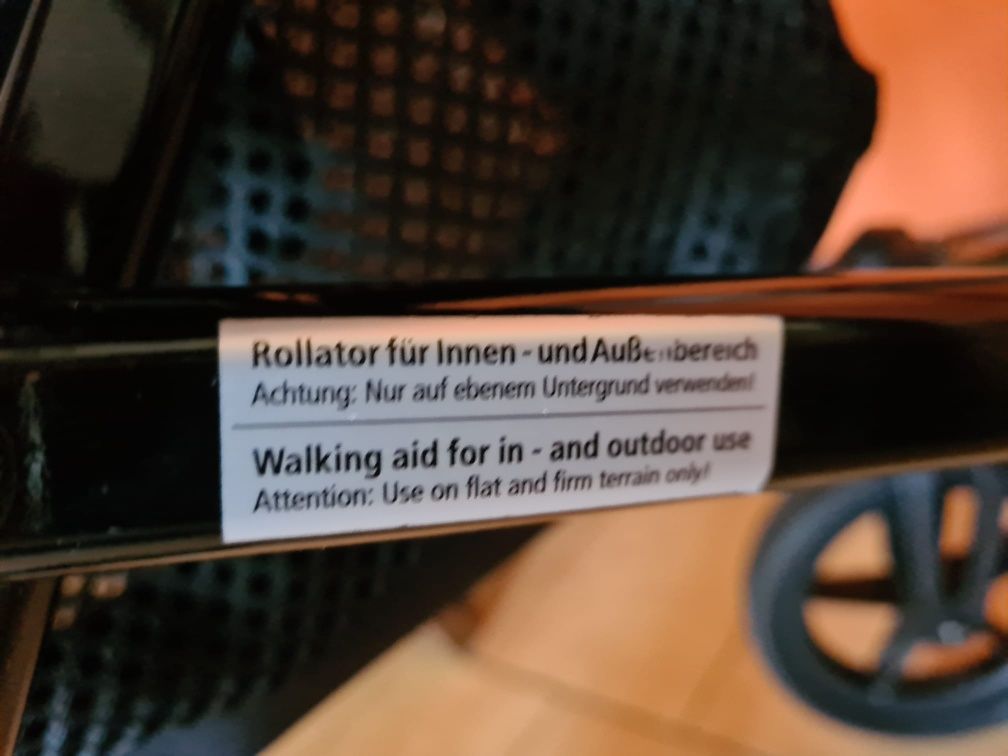 Rollator für Innen - und Außenbereich
Achtung: Nur auf ebenem Untergrund verwenden!
Walking aid for in - and outdoor use
Attention: Use on flat and firm terrain only!